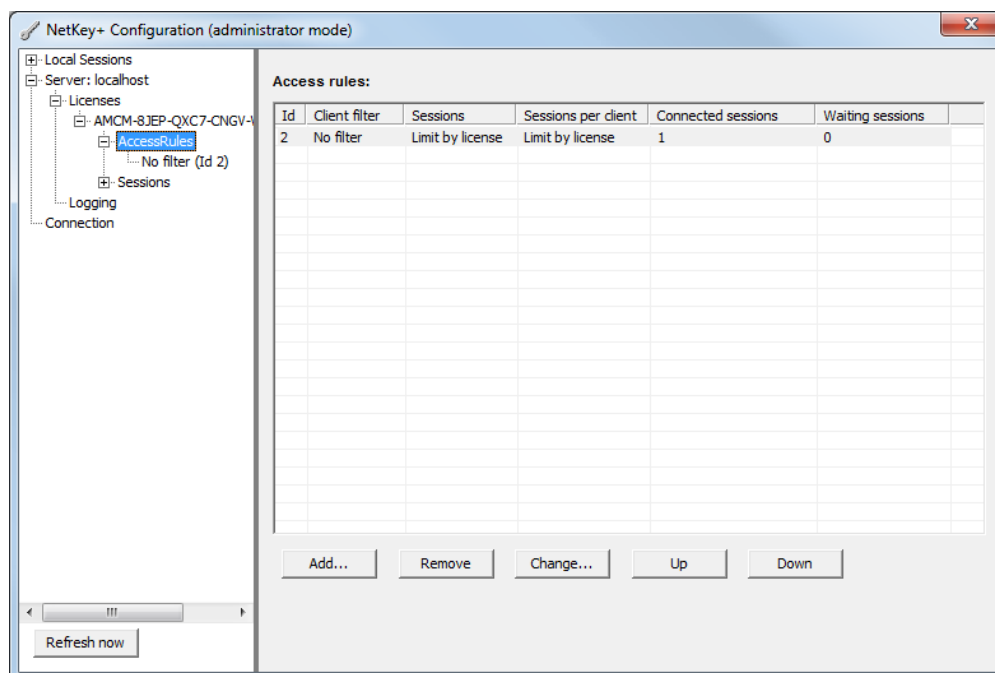 NetKey+ Configuration (administrator mode)
Local Sessions
Server: localhost
Licenses
AMCM-8JEP-QXC7-CNGV-
AccessRules
No filter (Id 2)
Sessions
Logging
Connection
Refresh now
Access rules:
Id Client filter Sessions Sessions per client Connected sessions Waiting sessions
2 No filter Limit by license Limit by license 1 0
Add... Remove Change... Up Down